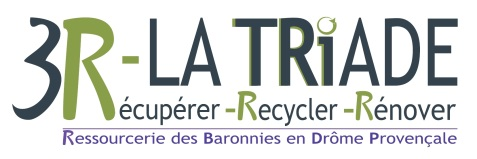 3R-LA TRiADE
Récupérer -Recycler -Rénover
Ressourcerie des Baronnies en Drôme Provençale